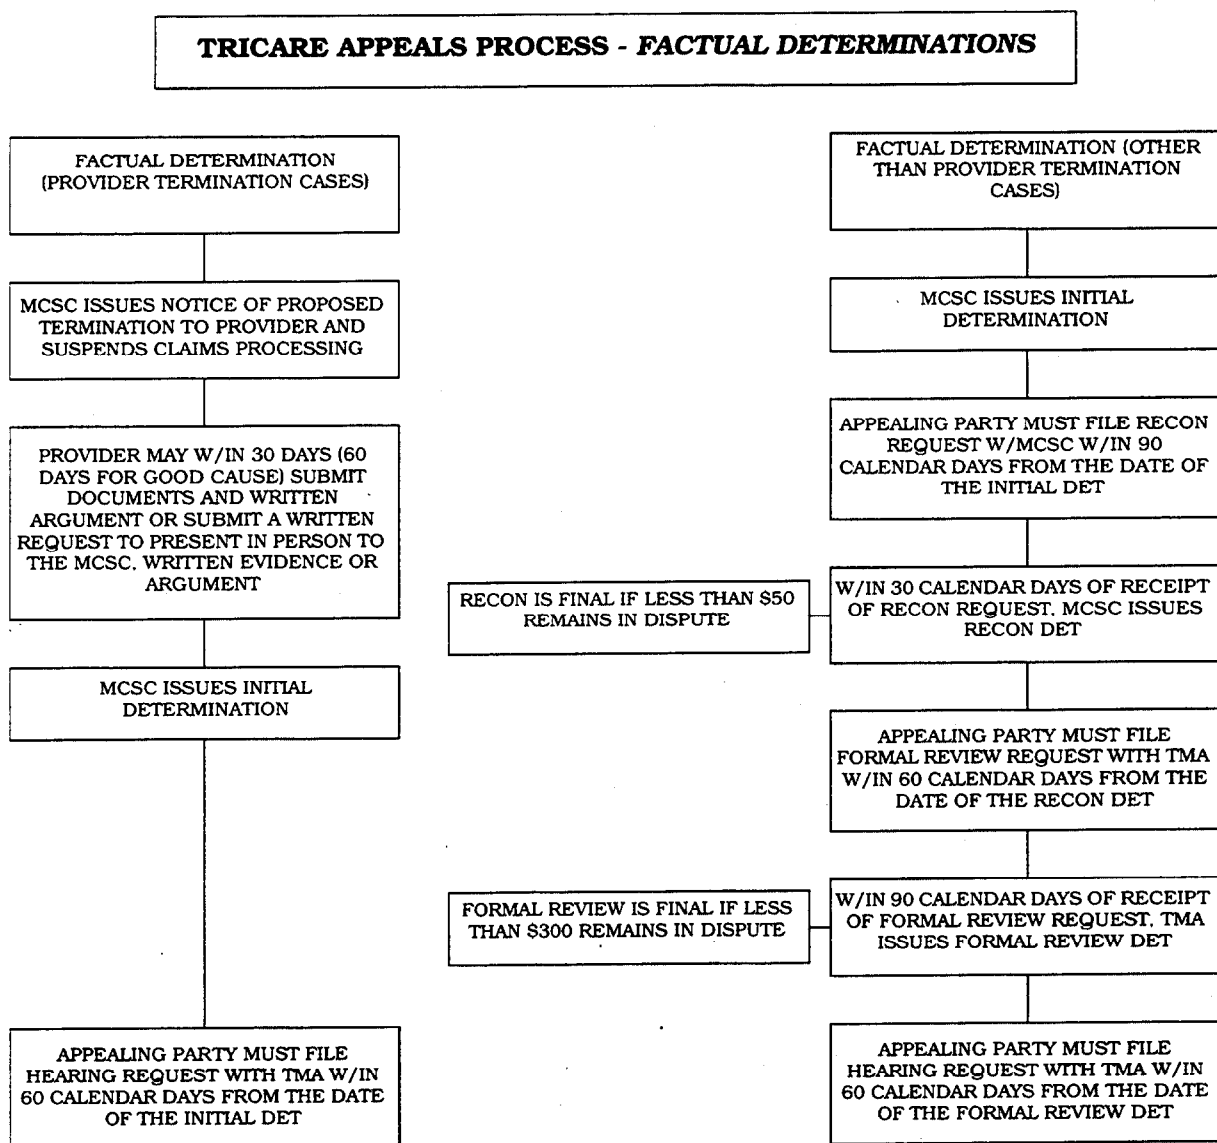 TRICARE APPEALS PROCESS - FACTUAL DETERMINATIONS
FACTUAL DETERMINATION
(PROVIDER TERMINATION CASES)
MCSC ISSUES NOTICE OF PROPOSED
TERMINATION TO PROVIDER AND
SUSPENDS CLAIMS PROCESSING
PROVIDER MAY W/IN 30 DAYS (60
DAYS FOR GOOD CAUSE) SUBMIT
DOCUMENTS AND WRITTEN
ARGUMENT OR SUBMIT A WRITTEN
REQUEST TO PRESENT IN PERSON TO
THE MCSC, WRITTEN EVIDENCE OR
ARGUMENT
MCSC ISSUES INITIAL
DETERMINATION
APPEALING PARTY MUST FILE
HEARING REQUEST WITH TMA W/IN
60 CALENDAR DAYS FROM THE DATE
OF THE INITIAL DET
FACTUAL DETERMINATION (OTHER
THAN PROVIDER TERMINATION
CASES)
MCSC ISSUES INITIAL
DETERMINATION
APPEALING PARTY MUST FILE RECON
REQUEST W/MCSC W/IN 90
CALENDAR DAYS FROM THE DATE OF
THE INITIAL DET
RECON IS FINAL IF LESS THAN $50
REMAINS IN DISPUTE
W/IN 30 CALENDAR DAYS OF RECEIPT
OF RECON REQUEST, MCSC ISSUES
RECON DET
APPEALING PARTY MUST FILE
FORMAL REVIEW REQUEST WITH TMA
W/IN 60 CALENDAR DAYS FROM THE
DATE OF THE RECON DET
FORMAL REVIEW IS FINAL IF LESS
THAN $300 REMAINS IN DISPUTE
W/IN 90 CALENDAR DAYS OF RECEIPT
OF FORMAL REVIEW REQUEST, TMA
ISSUES FORMAL REVIEW DET
APPEALING PARTY MUST FILE
HEARING REQUEST WITH TMA W/IN
60 CALENDAR DAYS FROM THE DATE
OF THE FORMAL REVIEW DET